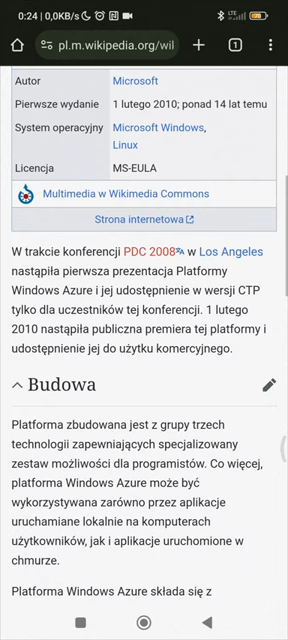 0:24 | 0,0KB/s
LTE
pl.m.wikipedia.org/wil
1
Autor Microsoft
Pierwsze wydanie 1 lutego 2010; ponad 14 lat temu
System operacyjny Microsoft Windows,
Linux
Licencja MS-EULA
Multimedia w Wikimedia Commons
Strona internetowa
W trakcie konferencji PDC 2008 w Los Angeles
nastąpiła pierwsza prezentacja Platformy
Windows Azure i jej udostępnienie w wersji CTP
tylko dla uczestników tej konferencji. 1 lutego
2010 nastąpiła publiczna premiera tej platformy i
udostępnienie jej do użytku komercyjnego.
Budowa
Platforma zbudowana jest z grupy trzech
technologii zapewniających specjalizowany
zestaw możliwości dla programistów. Co więcej,
platforma Windows Azure może być
wykorzystywana zarówno przez aplikacje
uruchamiane lokalnie na komputerach
użytkowników, jak i aplikacje uruchomione w
chmurze.
Platforma Windows Azure składa się z